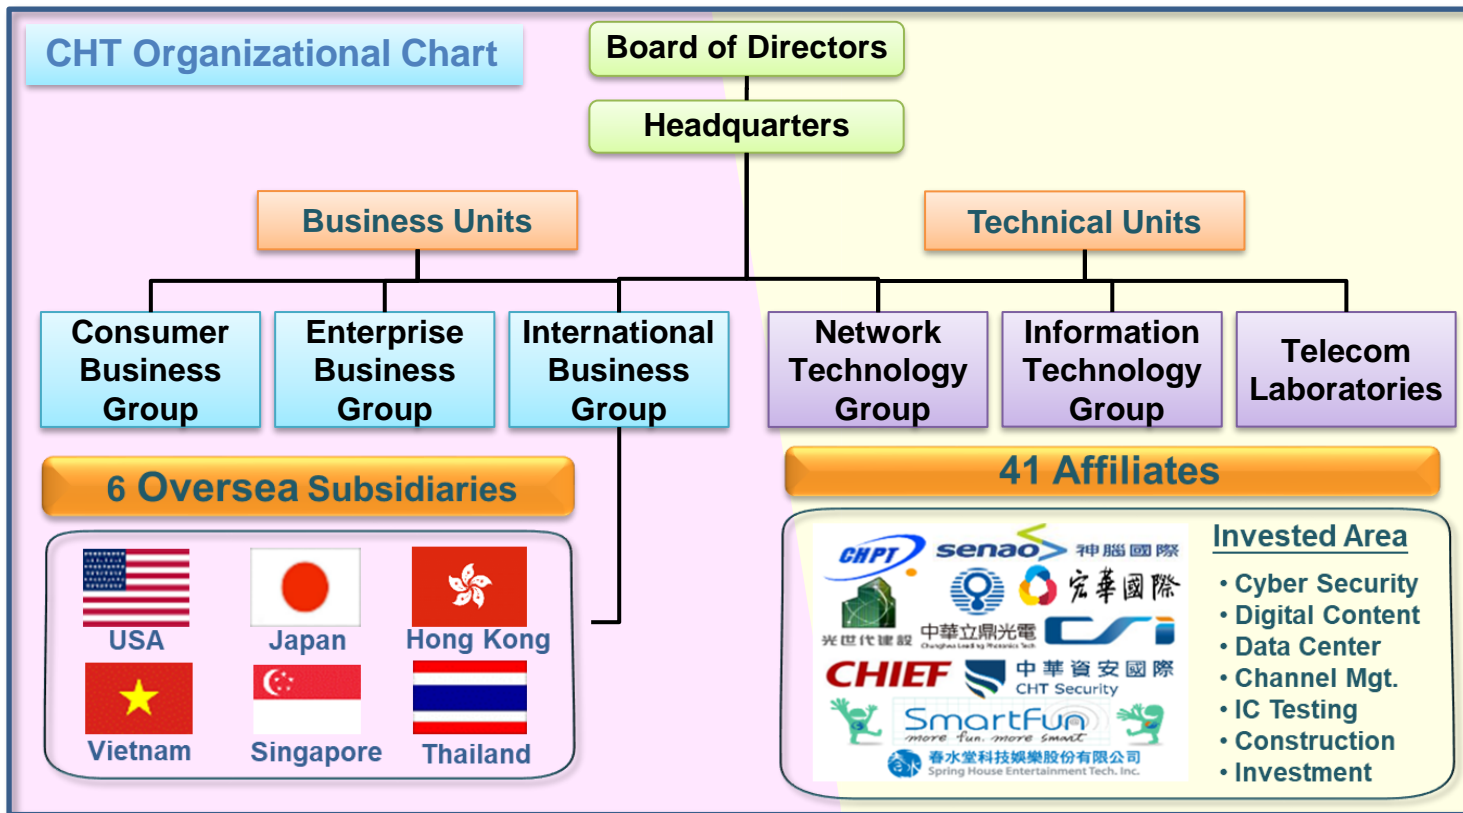 CHT Organizational Chart
Board of Directors
Headquarters
Business Units
Technical Units
Consumer
Business
Group
Enterprise
Business
Group
International
Business
Group
Network
Technology
Group
Information
Technology
Group
Telecom
Laboratories
6 Oversea Subsidiaries
USA
Japan
Hong Kong
Vietnam
Singapore
Thailand
41 Affiliates
CHPT
senao 神腦國際
宏華國際
光世代建設
中華立鼎光電
Chunghwa Leading Photonics Tech
CSi
CHIEF
中華資安國際
CHT Security
SmartFun
more fun. more smart
春水堂科技娛樂股份有限公司
Spring House Entertainment Tech. Inc.
Invested Area
• Cyber Security
• Digital Content
• Data Center
• Channel Mgt.
• IC Testing
• Construction
• Investment